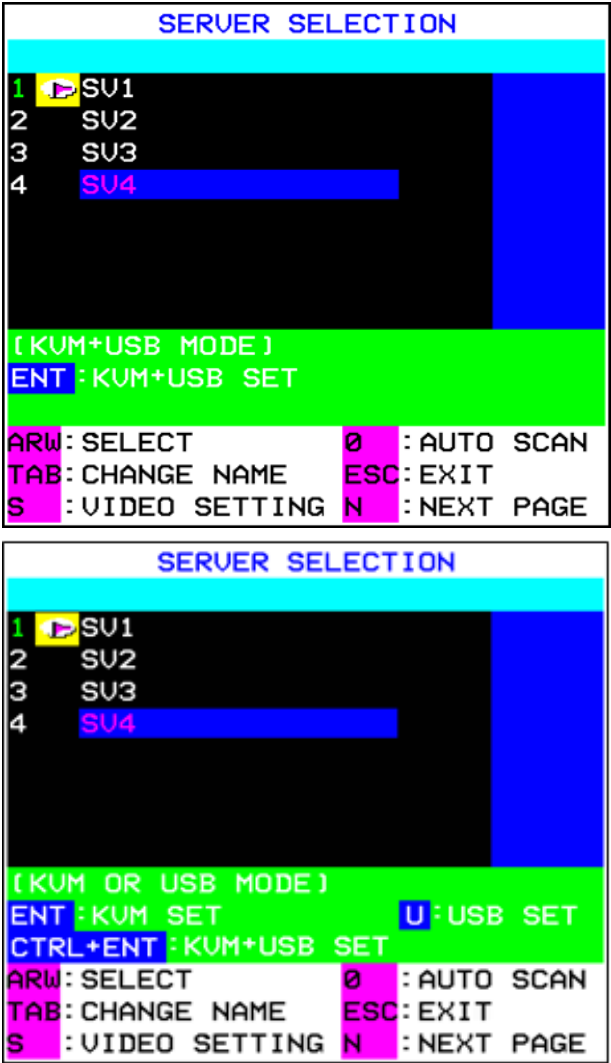 SERVER SELECTION
1 SV1
2 SV2
3 SV3
4 SV4
[KVM+USB MODE]
ENT:KVM+USB SET
ARW:SELECT 0 :AUTO SCAN
TAB:CHANGE NAME ESC:EXIT
S :VIDEO SETTING N :NEXT PAGE
SERVER SELECTION
1 SV1
2 SV2
3 SV3
4 SV4
[KVM OR USB MODE]
ENT:KVM SET U:USB SET
CTRL+ENT:KVM+USB SET
ARW:SELECT 0 :AUTO SCAN
TAB:CHANGE NAME ESC:EXIT
S :VIDEO SETTING N :NEXT PAGE